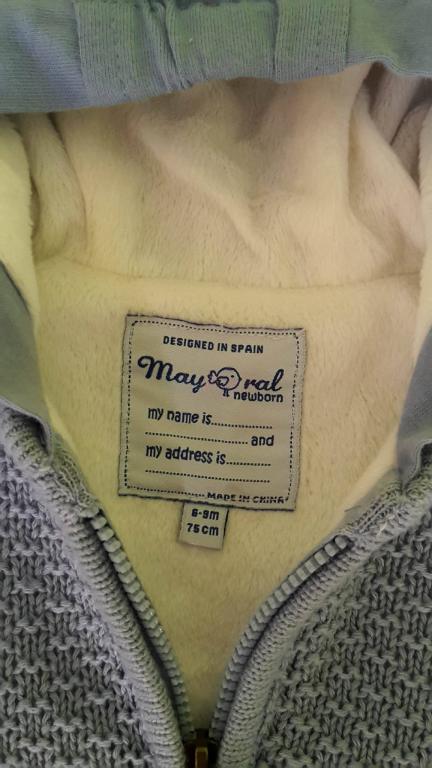 DESIGNED IN SPAIN
Mayoral
newborn
my name is..............
........................ and
my address is...........
..............................
MADE IN CHINA
6-9m
75 cm